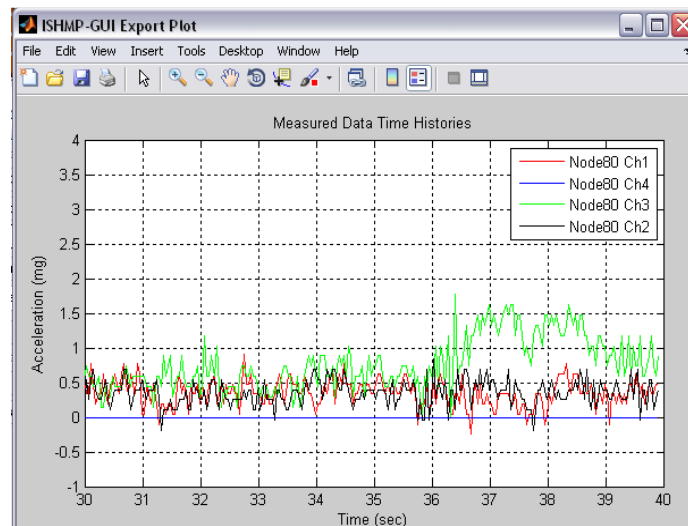 ISHMP-GUI Export Plot
File Edit View Insert Tools Desktop Window Help
Measured Data Time Histories
4
3.5
3
2.5
2
1.5
1
0.5
0
-0.5
-1
Acceleration (mg)
Node80 Ch1
Node80 Ch4
Node80 Ch3
Node80 Ch2
30 31 32 33 34 35 36 37 38 39 40
Time (sec)